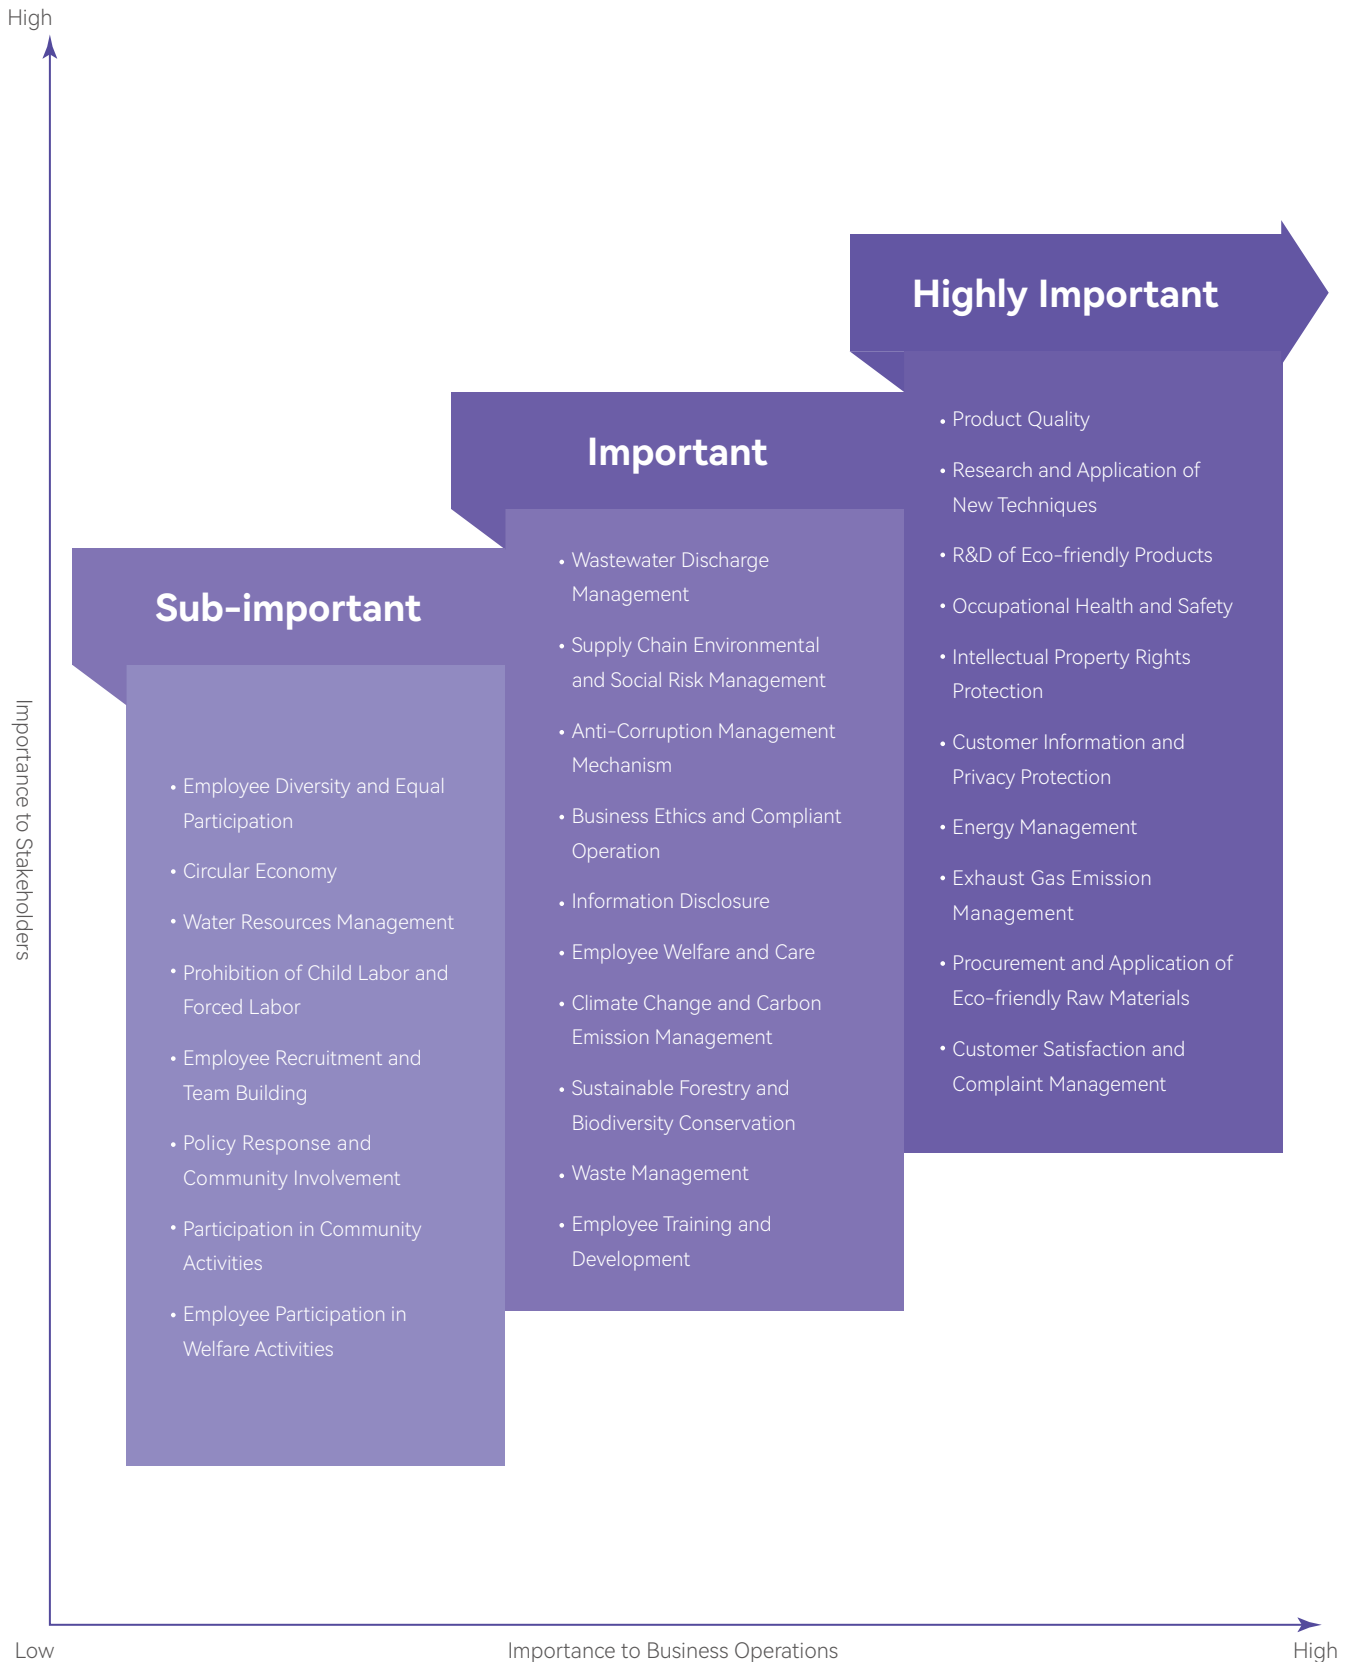 High
Highly Important
• Product Quality
• Research and Application of
New Techniques
• R&D of Eco-friendly Products
• Occupational Health and Safety
• Intellectual Property Rights
Protection
• Customer Information and
Privacy Protection
• Energy Management
• Exhaust Gas Emission
Management
• Procurement and Application of
Eco-friendly Raw Materials
• Customer Satisfaction and
Complaint Management
Important
• Wastewater Discharge
Management
• Supply Chain Environmental
and Social Risk Management
• Anti-Corruption Management
Mechanism
• Business Ethics and Compliant
Operation
• Information Disclosure
• Employee Welfare and Care
• Climate Change and Carbon
Emission Management
• Sustainable Forestry and
Biodiversity Conservation
• Waste Management
• Employee Training and
Development
Sub-important
• Employee Diversity and Equal
Participation
• Circular Economy
• Water Resources Management
• Prohibition of Child Labor and
Forced Labor
• Employee Recruitment and
Team Building
• Policy Response and
Community Involvement
• Participation in Community
Activities
• Employee Participation in
Welfare Activities
Importance to Stakeholders
Low
Importance to Business Operations
High